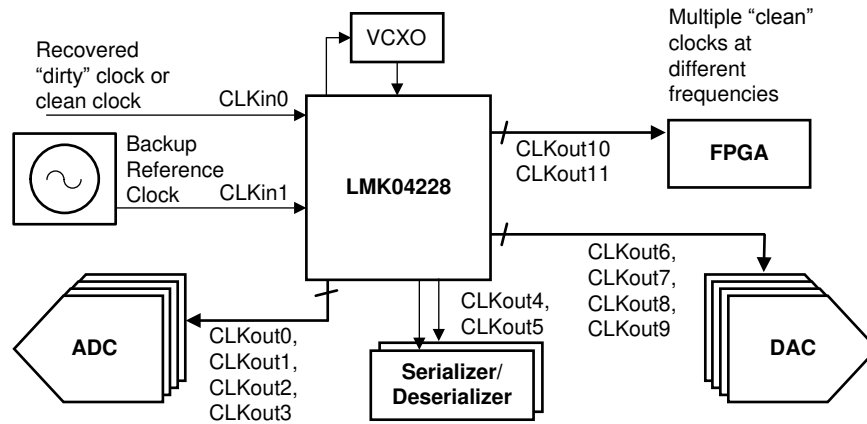 VCXO
Recovered
“dirty” clock or
clean clock
CLKin0
Multiple “clean”
clocks at
different
frequencies
Backup
Reference
Clock
CLKin1
LMK04228
CLKout10
CLKout11
FPGA
CLKout6,
CLKout7,
CLKout8,
CLKout9
DAC
ADC
CLKout0,
CLKout1,
CLKout2,
CLKout3
CLKout4,
CLKout5
Serializer/
Deserializer